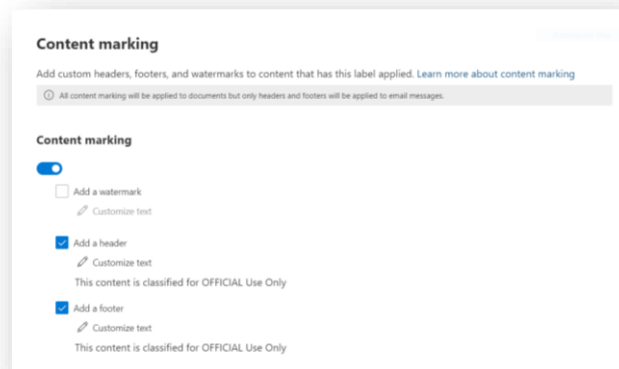 Content marking
Add custom headers, footers, and watermarks to content that has this label applied. Learn more about content marking
All content marking will be applied to documents but only headers and footers will be applied to email messages.
Content marking
Add a watermark
Customize text
Add a header
Customize text
This content is classified for OFFICIAL Use Only
Add a footer
Customize text
This content is classified for OFFICIAL Use Only